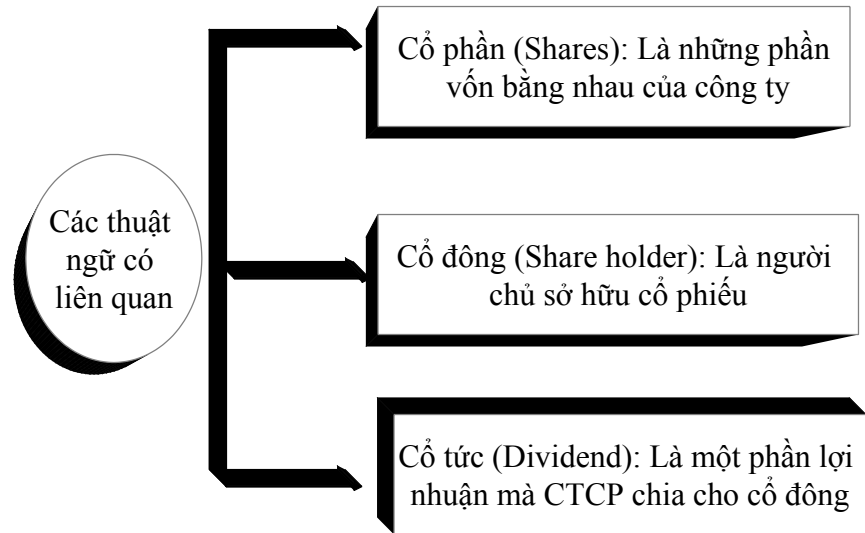 Cổ phần (Shares): Là những phần
vốn bằng nhau của công ty
Các thuật
ngữ có
liên quan
Cổ đông (Share holder): Là người
chủ sở hữu cổ phiếu
Cổ tức (Dividend): Là một phần lợi
nhuận mà CTCP chia cho cổ đông